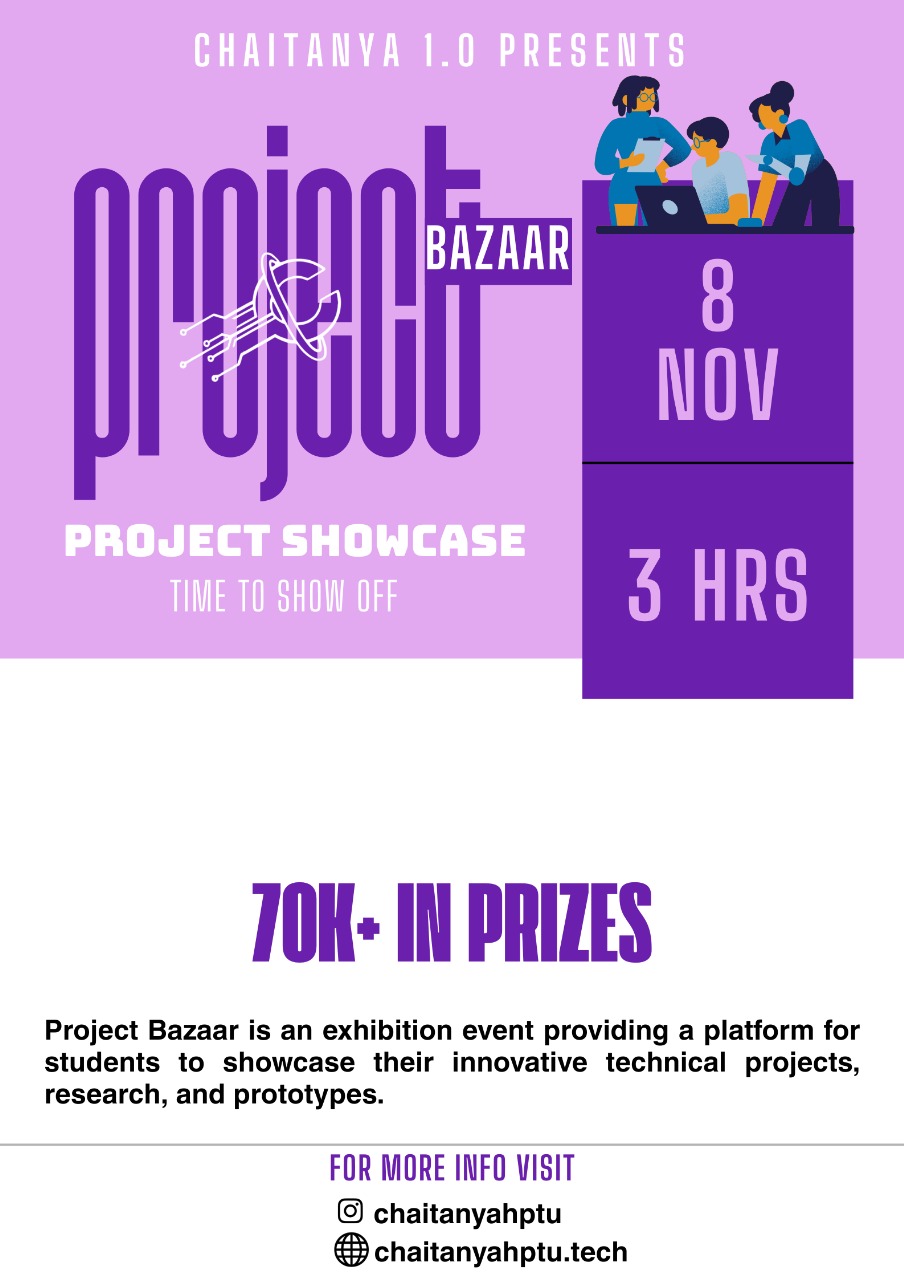 CHAITANYA 1.0 PRESENTS
project
BAZAAR
8
NOV
3 HRS
PROJECT SHOWCASE
TIME TO SHOW OFF
70K+ IN PRIZES
Project Bazaar is an exhibition event providing a platform for
students to showcase their innovative technical projects,
research, and prototypes.
FOR MORE INFO VISIT
chaitanyahptu
chaitanyahptu.tech